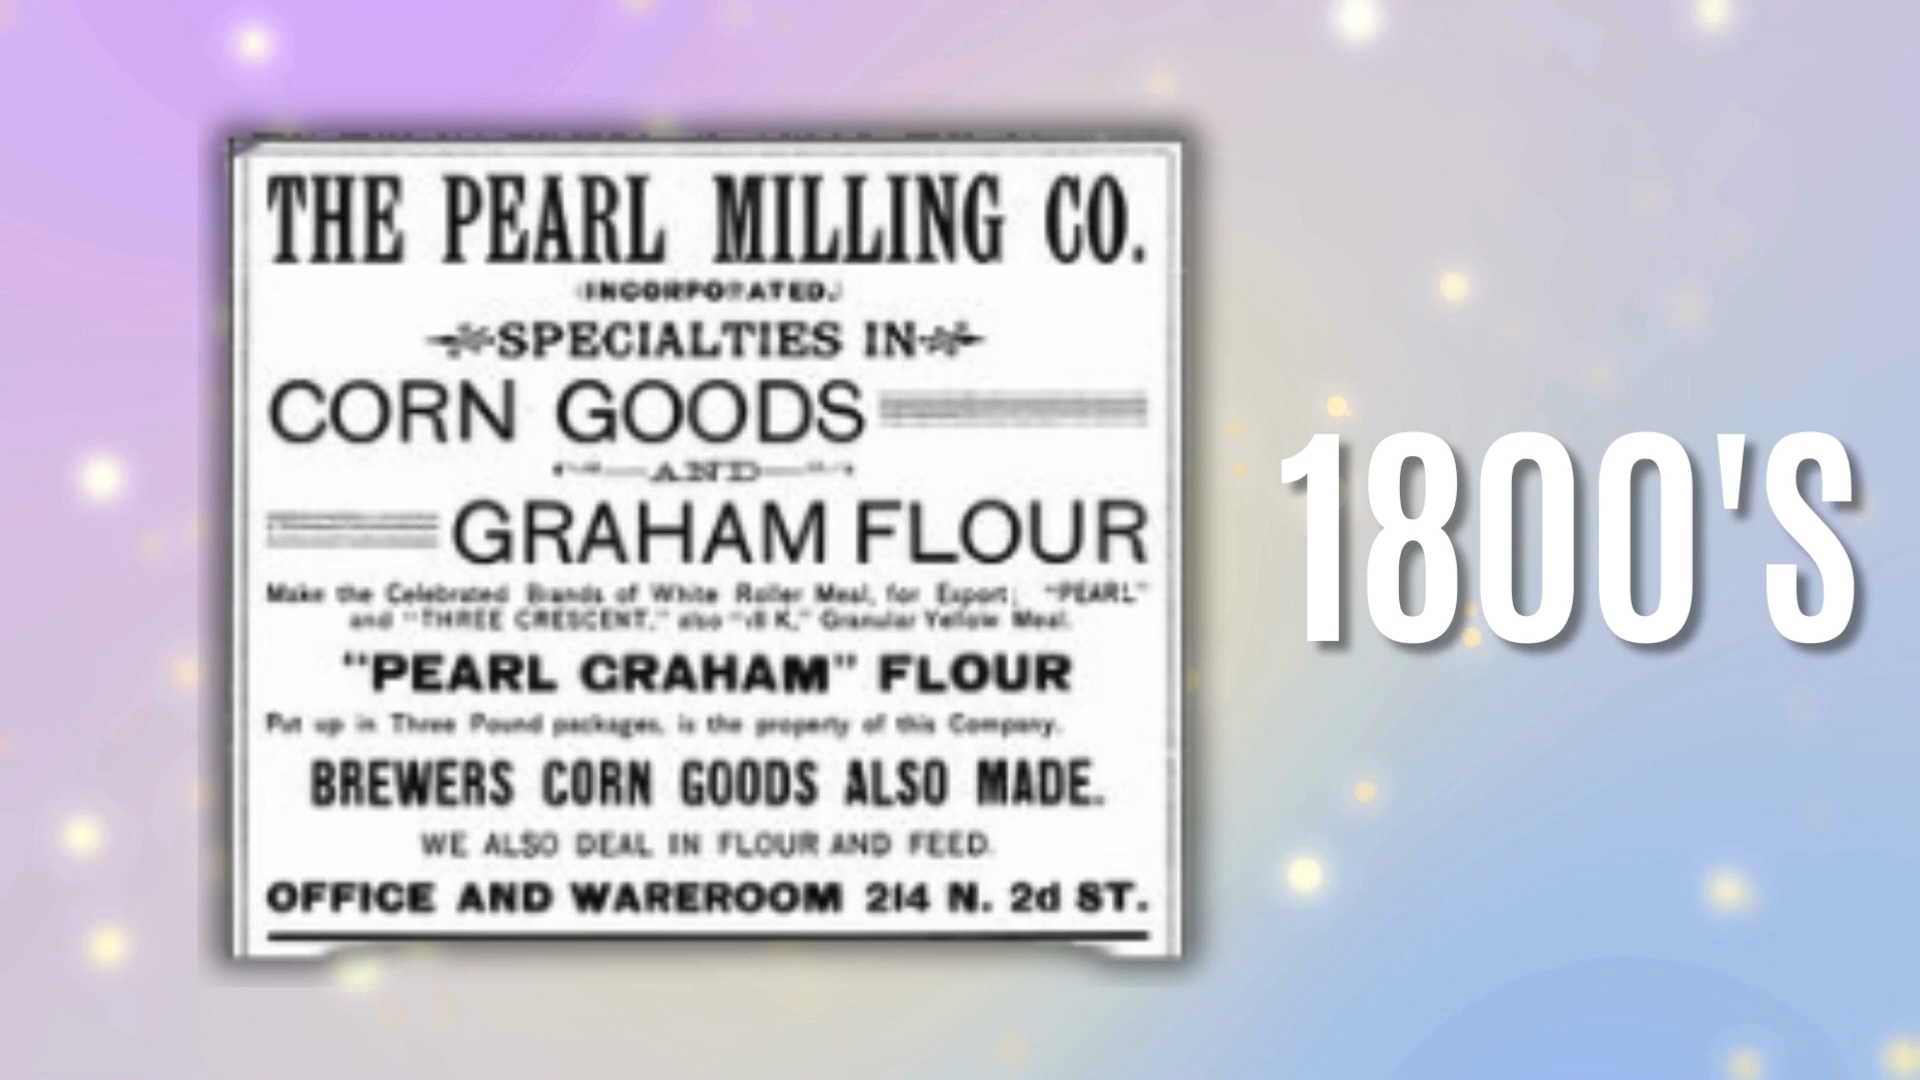 THE PEARL MILLING CO.
(INCORPORATED.)
SPECIALTIES IN
CORN GOODS
AND
GRAHAM FLOUR
Make the Celebrated Brands of White Roller Meal, for Export; "PEARL"
and "THREE CRESCENT," also "18 K," Granular Yellow Meal.
"PEARL GRAHAM" FLOUR
Put up in Three Pound packages, is the property of this Company.
BREWERS CORN GOODS ALSO MADE.
WE ALSO DEAL IN FLOUR AND FEED.
OFFICE AND WAREROOM 214 N. 2d ST.
1800'S